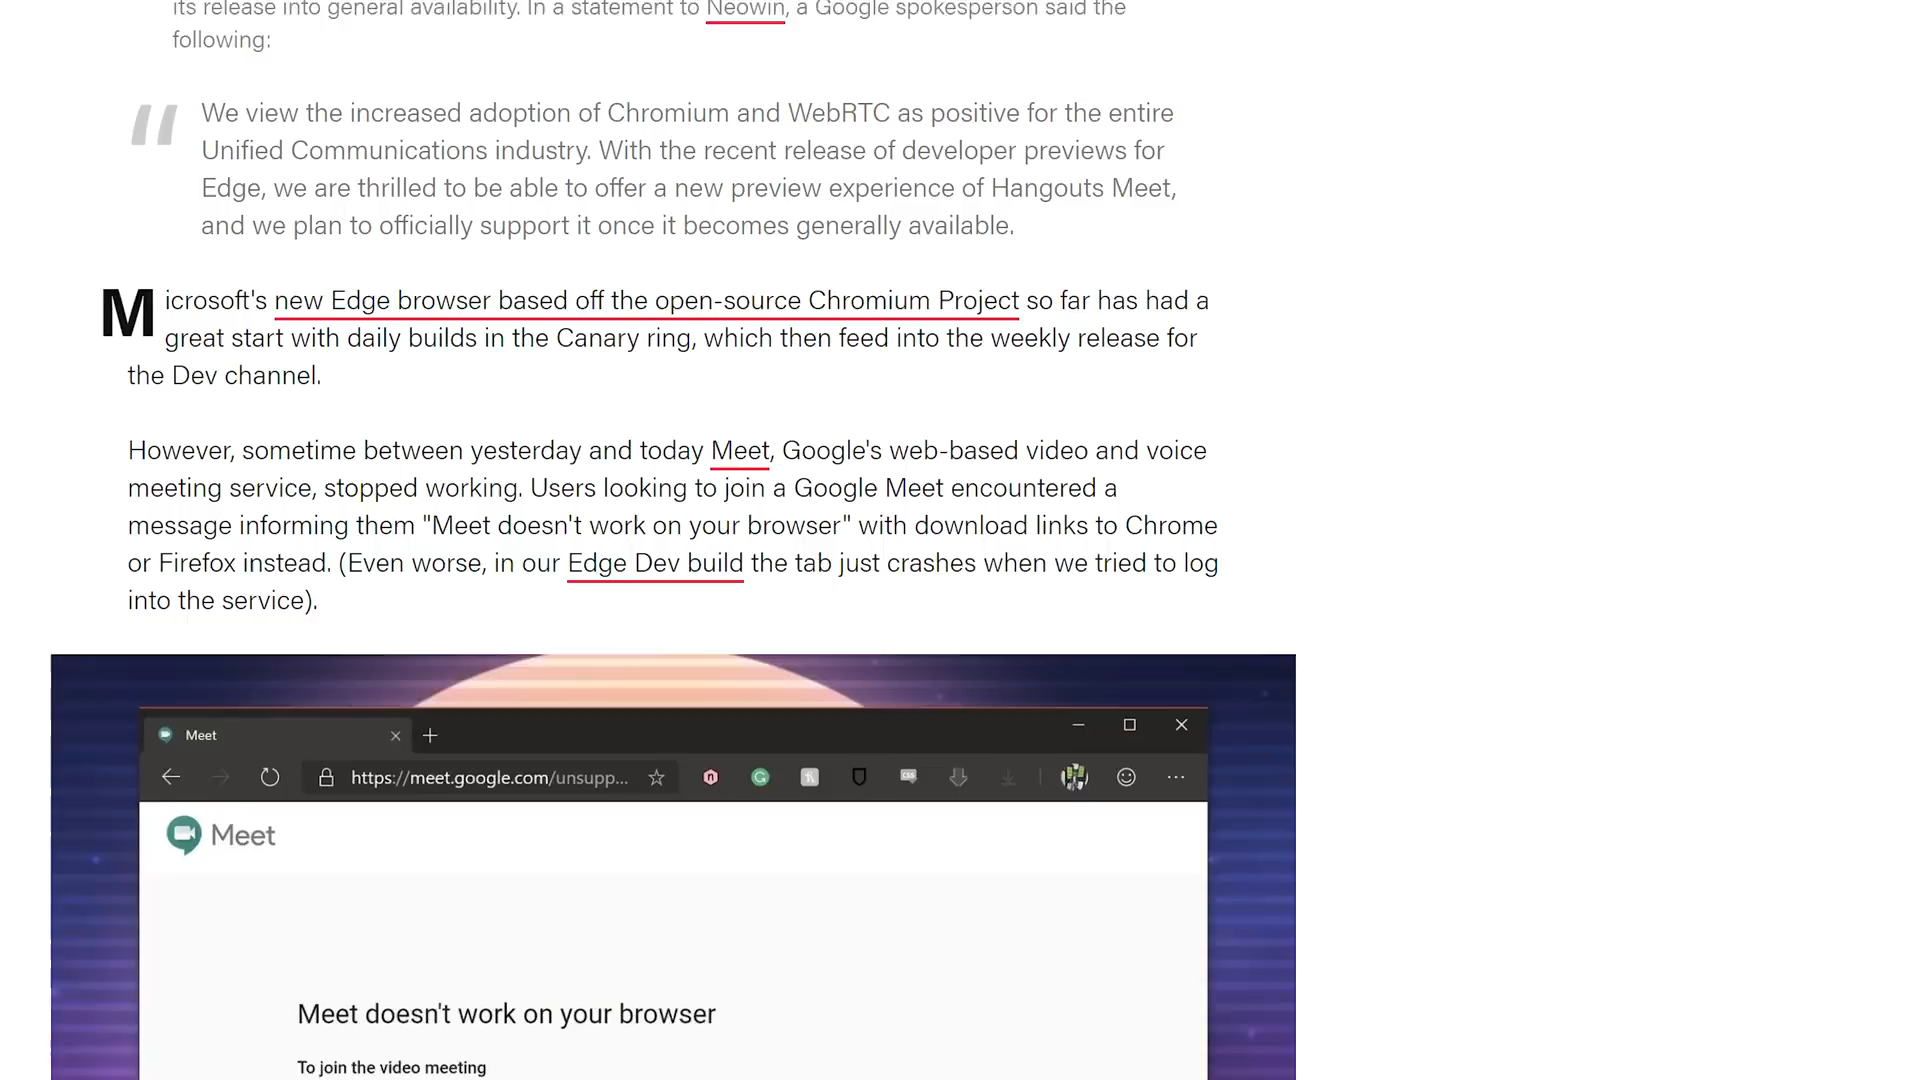 its release into general availability. In a statement to Neowin, a Google spokesperson said the
following:
“ We view the increased adoption of Chromium and WebRTC as positive for the entire
Unified Communications industry. With the recent release of developer previews for
Edge, we are thrilled to be able to offer a new preview experience of Hangouts Meet,
and we plan to officially support it once it becomes generally available.
Microsoft's new Edge browser based off the open-source Chromium Project so far has had a
great start with daily builds in the Canary ring, which then feed into the weekly release for
the Dev channel.
However, sometime between yesterday and today Meet, Google's web-based video and voice
meeting service, stopped working. Users looking to join a Google Meet encountered a
message informing them "Meet doesn't work on your browser" with download links to Chrome
or Firefox instead. (Even worse, in our Edge Dev build the tab just crashes when we tried to log
into the service).
Meet
https://meet.google.com/unsupp...
Meet
Meet doesn't work on your browser
To join the video meeting